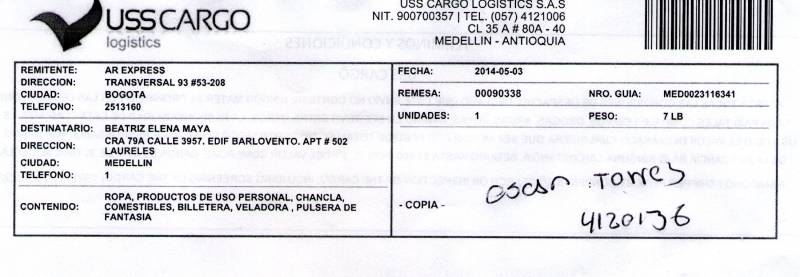 USS CARGO LOGISTICS S.A.S
NIT. 900700357 | TEL. (057) 4121006
CL 35 A # 80A - 40
MEDELLIN - ANTIOQUIA
USSCARGO
logistics
REMITENTE: AR EXPRESS
DIRECCION: TRANSVERSAL 93 #53-208
CIUDAD: BOGOTA
TELEFONO: 2513160
FECHA: 2014-05-03
REMESA: 00090338 NRO. GUIA: MED0023116341
UNIDADES: 1 PESO: 7 LB
DESTINATARIO: BEATRIZ ELENA MAYA
DIRECCION: CRA 79A CALLE 3957. EDIF BARLOVENTO. APT # 502
LAURELES
CIUDAD: MEDELLIN
TELEFONO: 1
CONTENIDO: ROPA, PRODUCTOS DE USO PERSONAL, CHANCLA,
COMESTIBLES, BILLETERA, VELADORA , PULSERA DE
FANTASIA
- COPIA -
oscar Torres
4120136